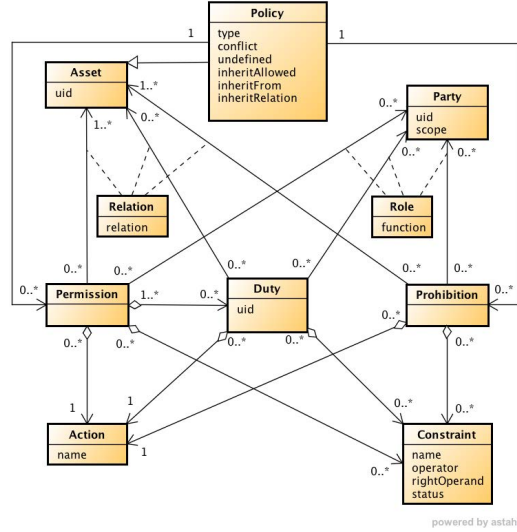 Policy
1
1
type
conflict
undefined
inheritAllowed
inheritFrom
inheritRelation
Asset
uid
1..*
0..*
1..*
0..*
Party
uid
scope
0..*
0..*
Relation
relation
Role
function
0..*
0..*
0..*
0..*
0..*
0..*
0..*
Permission
1..*
0..*
Duty
uid
Prohibition
0..*
0..*
0..*
0..*
0..*
0..*
0..*
1
1
1
0..*
0..*
0..*
Action
name
Constraint
name
operator
rightOperand
status
powered by astah